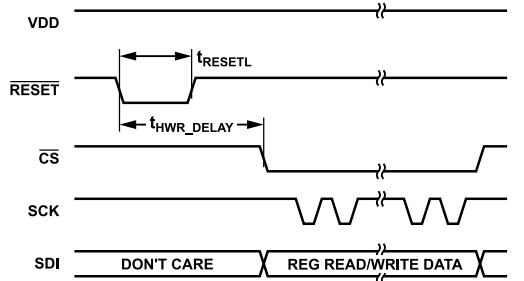 VDD
tRESETL
RESET
tHWR_DELAY
CS
SCK
SDI DON'T CARE REG READ/WRITE DATA